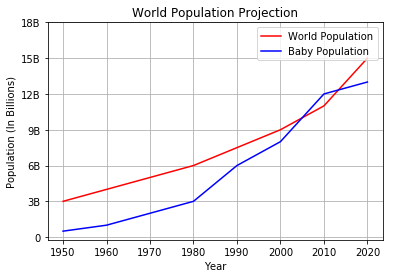 World Population Projection
World Population
Baby Population
Population (In Billions)
18B
15B
12B
9B
6B
3B
0
1950 1960 1970 1980 1990 2000 2010 2020
Year